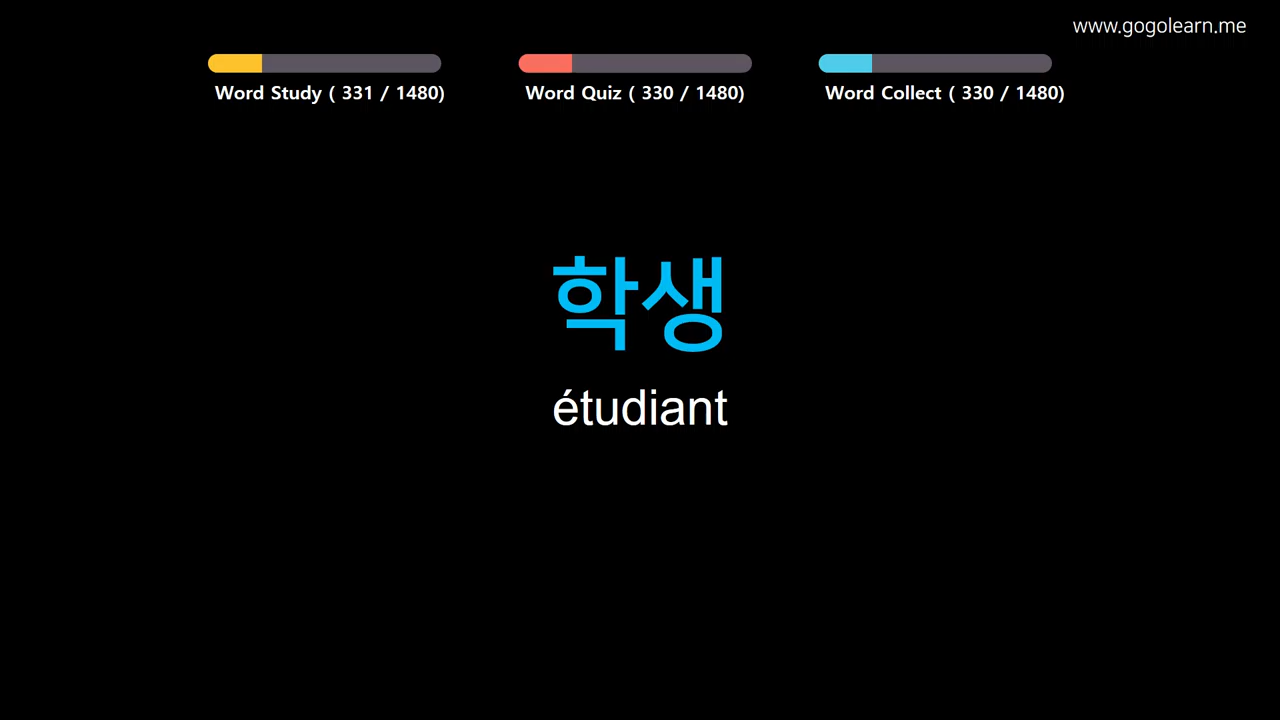 www.gogolearn.me
Word Study ( 331 / 1480)
Word Quiz ( 330 / 1480)
Word Collect ( 330 / 1480)
학생
étudiant